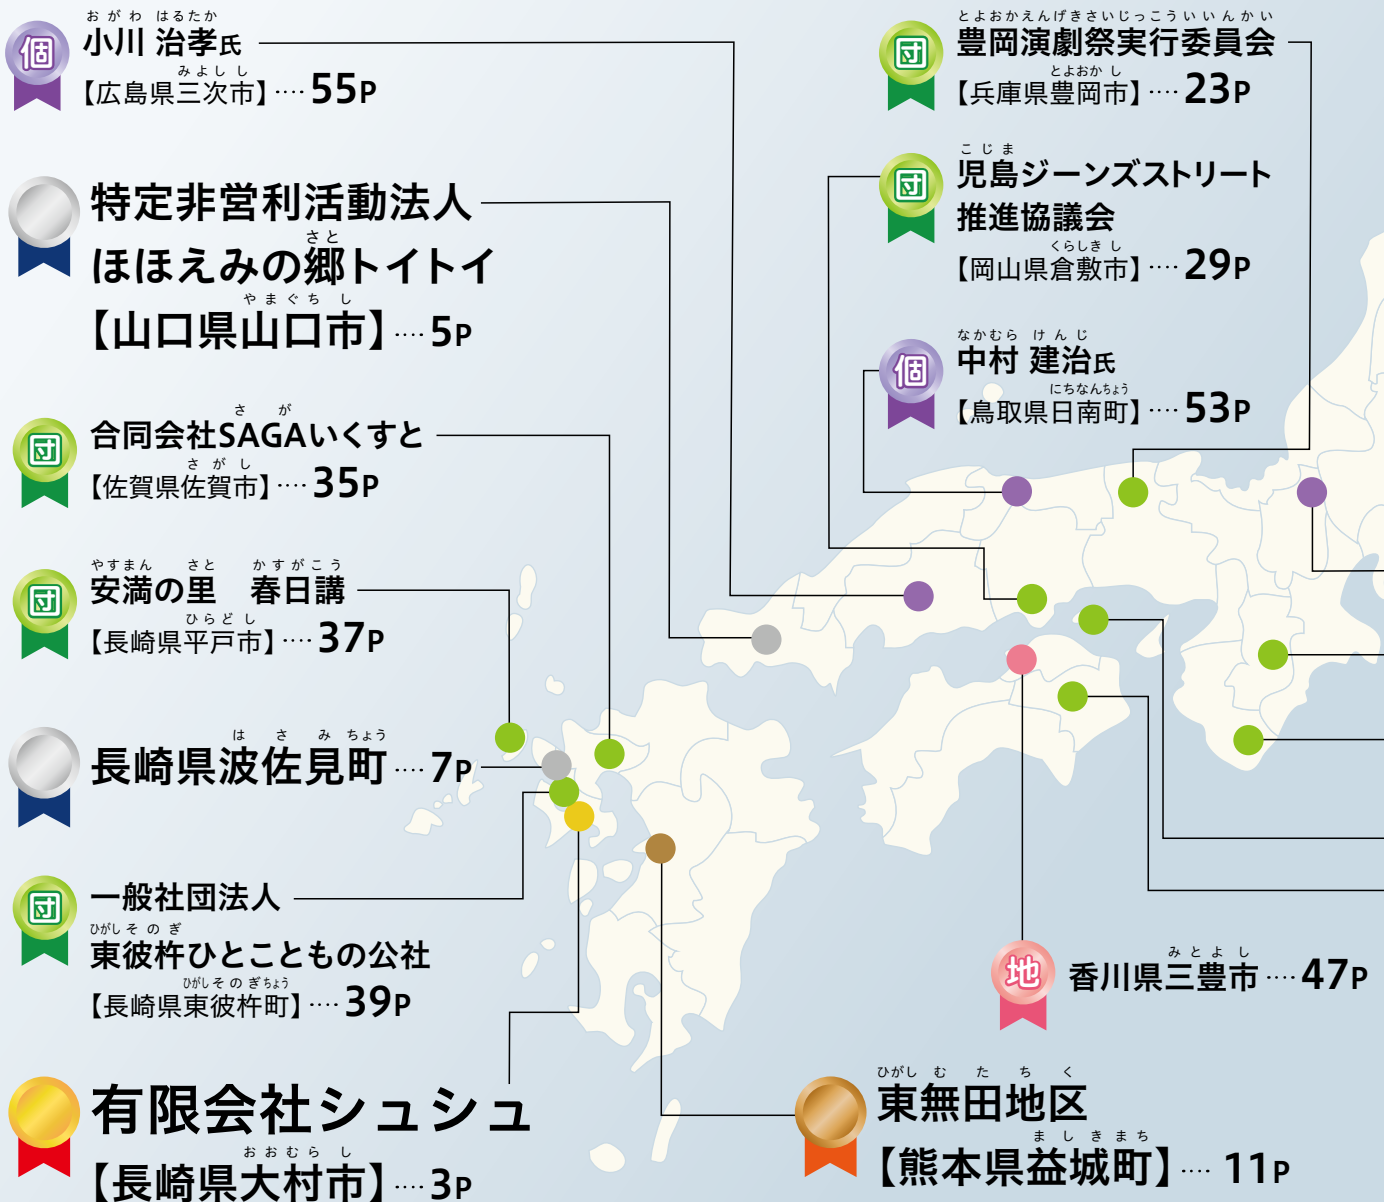 おがわ はるたか
個 小川 治孝氏
みよしし
【広島県三次市】‥‥55P
特定非営利活動法人
さと
ほほえみの郷トイトイ
やまぐちし
【山口県山口市】‥‥5P
さが
団 合同会社SAGAいくすと
さがし
【佐賀県佐賀市】‥‥35P
やすまん さと かすがこう
団 安満の里 春日講
ひらどし
【長崎県平戸市】‥‥37P
はさみちょう
長崎県波佐見町‥‥7P
団 一般社団法人
ひがしそのぎ
東彼杵ひとこともの公社
ひがしそのぎちょう
【長崎県東彼杵町】‥‥39P
有限会社シュシュ
おおむらし
【長崎県大村市】‥‥3P
とよおかえんげきさいじっこういいんかい
団 豊岡演劇祭実行委員会
とよおかし
【兵庫県豊岡市】‥‥23P
こじま
団 児島ジーンズストリート
推進協議会
くらしきし
【岡山県倉敷市】‥‥29P
なかむら けんじ
個 中村 建治氏
にちなんちょう
【鳥取県日南町】‥‥53P
みとよし
地 香川県三豊市‥‥47P
ひがしむたちく
東無田地区
ましきまち
【熊本県益城町】‥‥11P